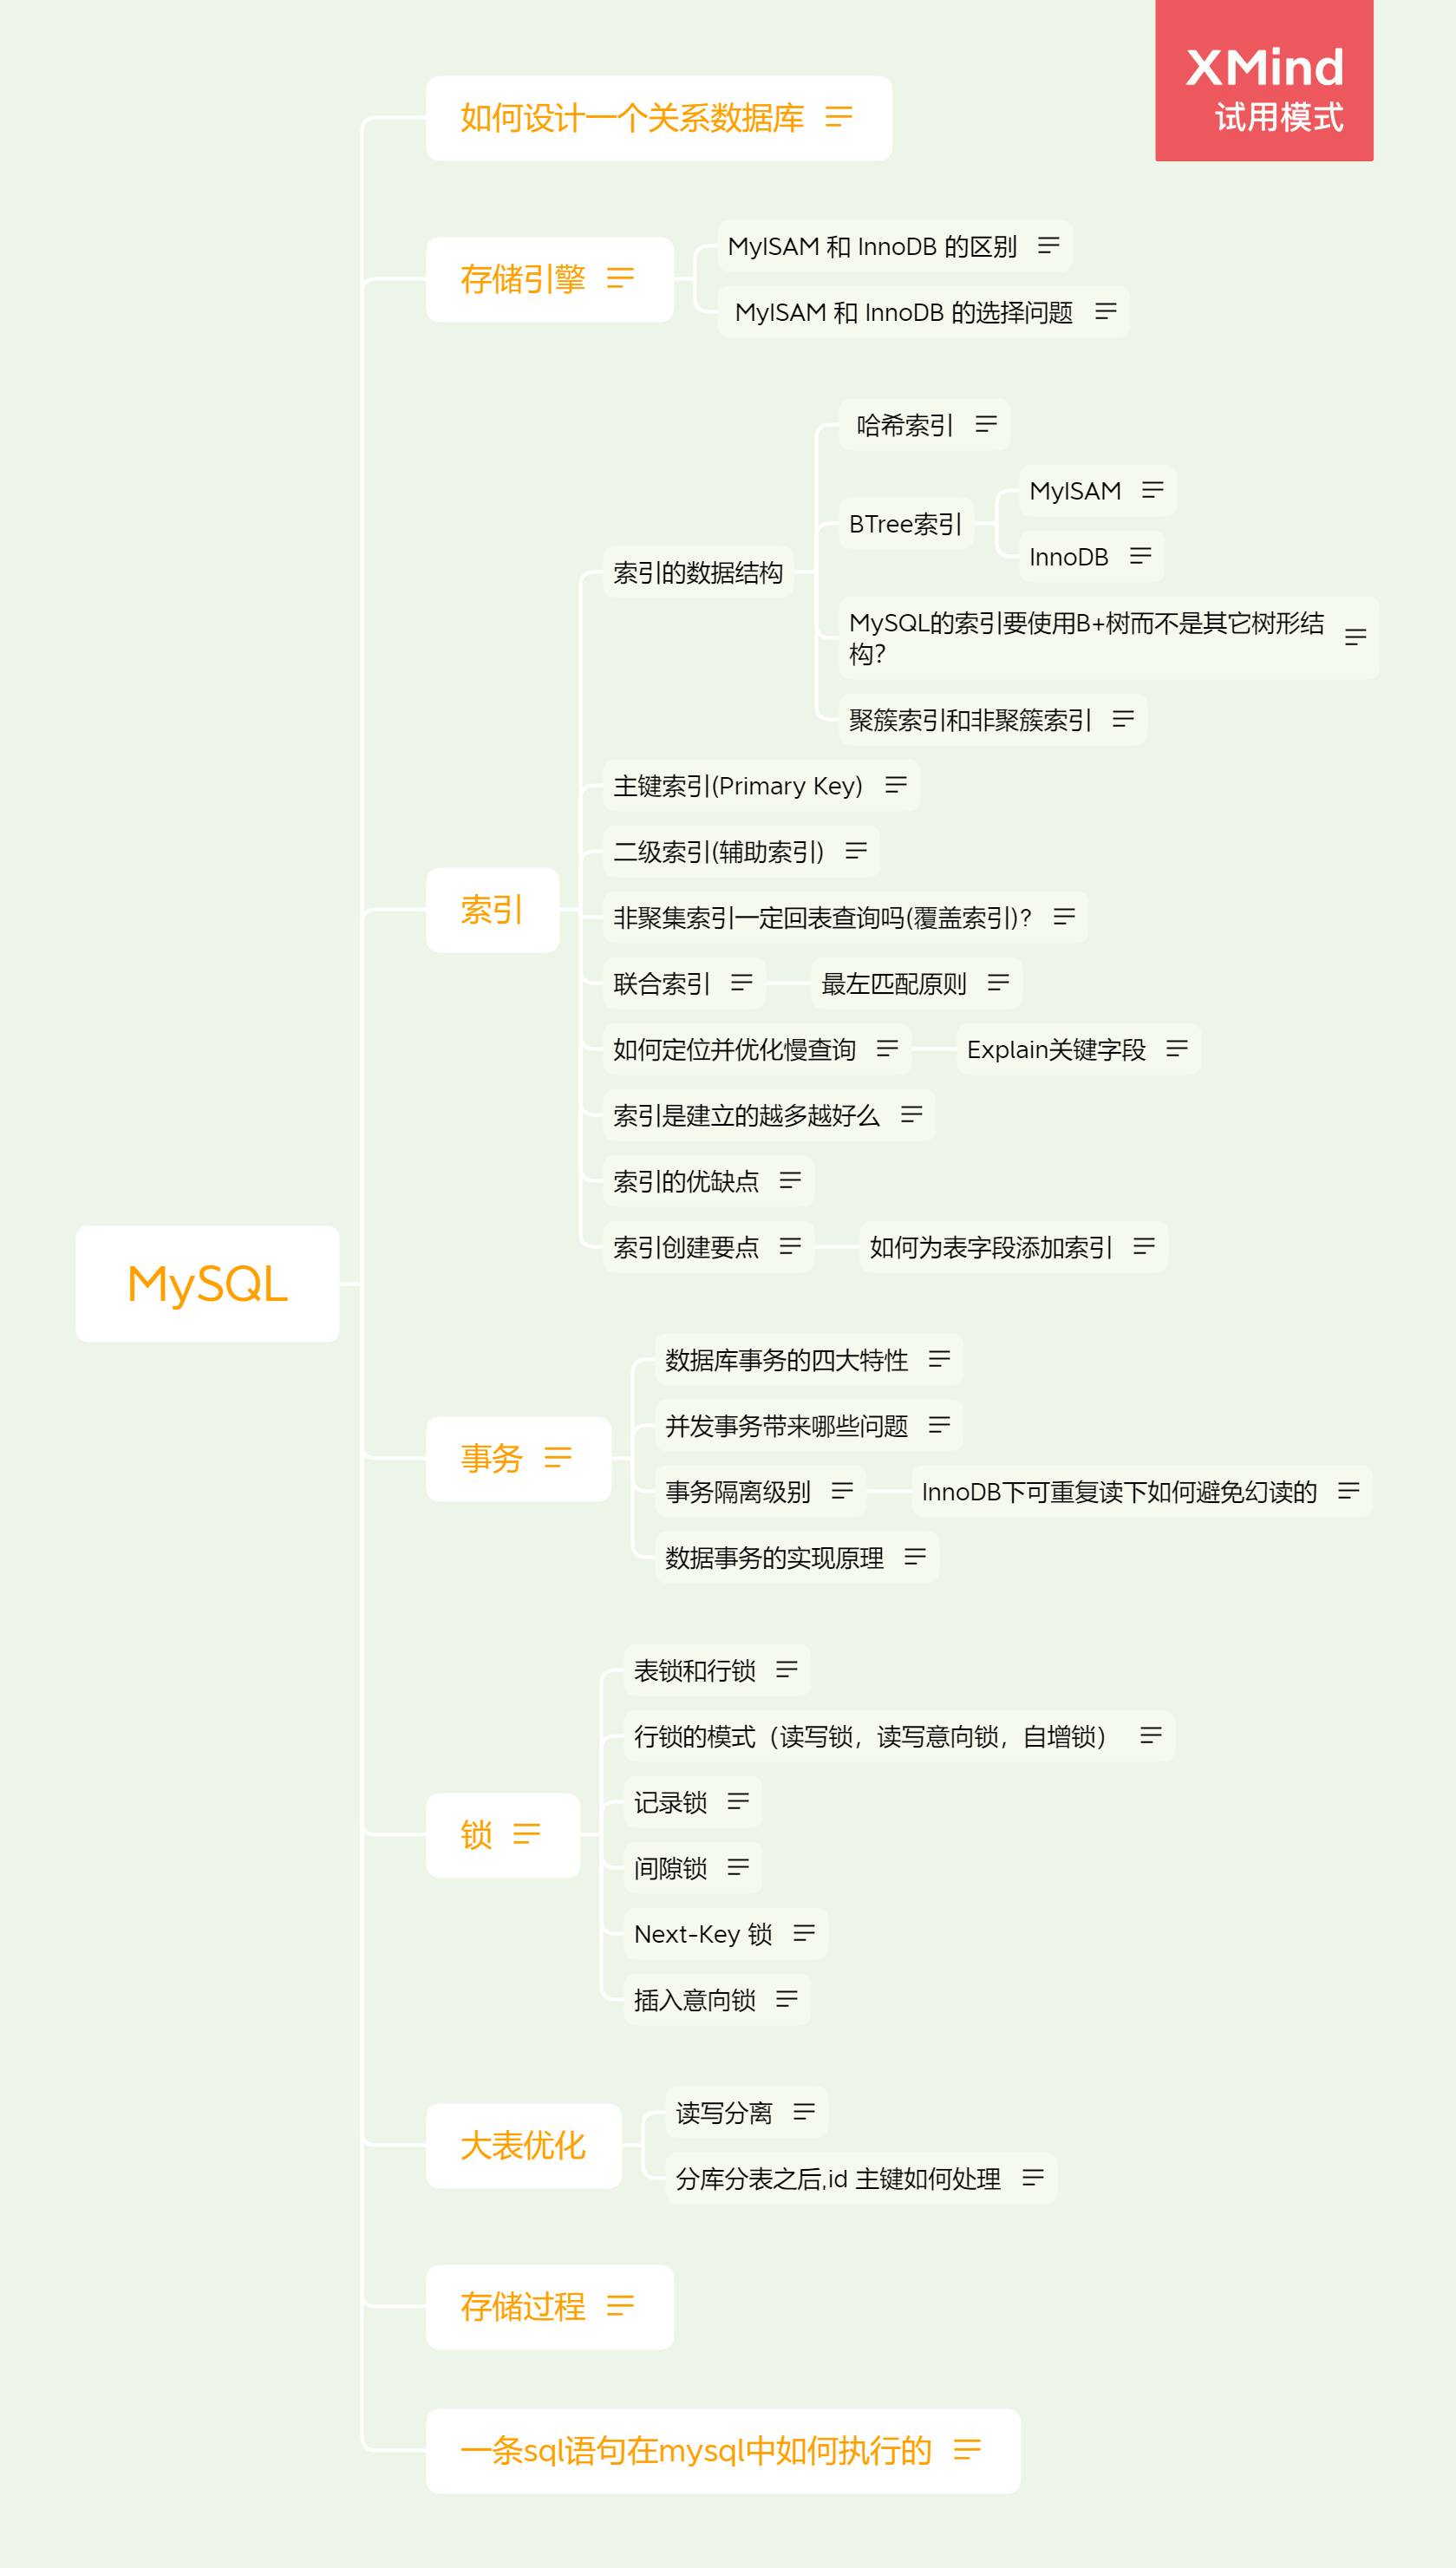 XMind
试用模式
如何设计一个关系数据库
存储引擎
MyISAM 和 InnoDB 的区别
MyISAM 和 InnoDB 的选择问题
哈希索引
MyISAM
BTree索引
InnoDB
索引的数据结构
MySQL的索引要使用B+树而不是其它树形结
构?
聚簇索引和非聚簇索引
主键索引(Primary Key)
二级索引(辅助索引)
索引
非聚集索引一定回表查询吗(覆盖索引)?
联合索引
最左匹配原则
如何定位并优化慢查询
Explain关键字段
索引是建立的越多越好么
索引的优缺点
索引创建要点
如何为表字段添加索引
MySQL
数据库事务的四大特性
并发事务带来哪些问题
事务
事务隔离级别
InnoDB下可重复读下如何避免幻读的
数据事务的实现原理
表锁和行锁
行锁的模式（读写锁，读写意向锁，自增锁）
记录锁
锁
间隙锁
Next-Key 锁
插入意向锁
读写分离
大表优化
分库分表之后,id 主键如何处理
存储过程
一条sql语句在mysql中如何执行的